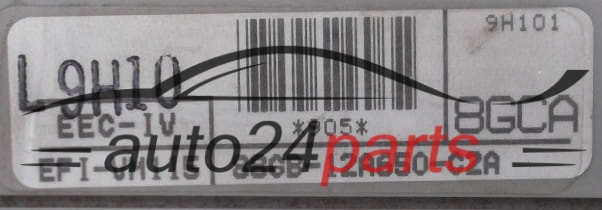 9H101
L9H10
8GCA
EEC-IV
*905*
auto24parts